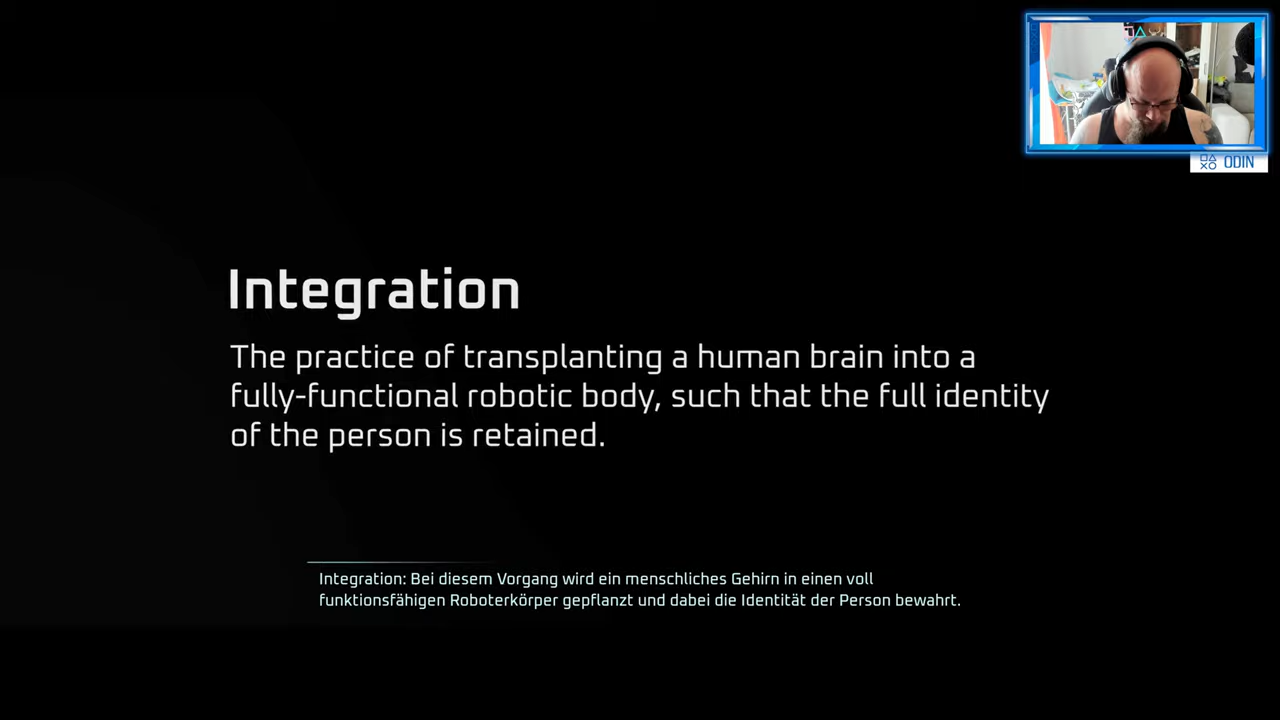 ODIN
Integration
The practice of transplanting a human brain into a
fully-functional robotic body, such that the full identity
of the person is retained.
Integration: Bei diesem Vorgang wird ein menschliches Gehirn in einen voll
funktionsfähigen Roboterkörper gepflanzt und dabei die Identität der Person bewahrt.